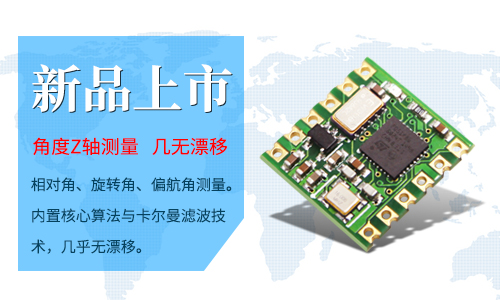 新品上市
角度Z轴测量 几无漂移
相对角、旋转角、偏航角测量。
内置核心算法与卡尔曼滤波技
术，几乎无漂移。